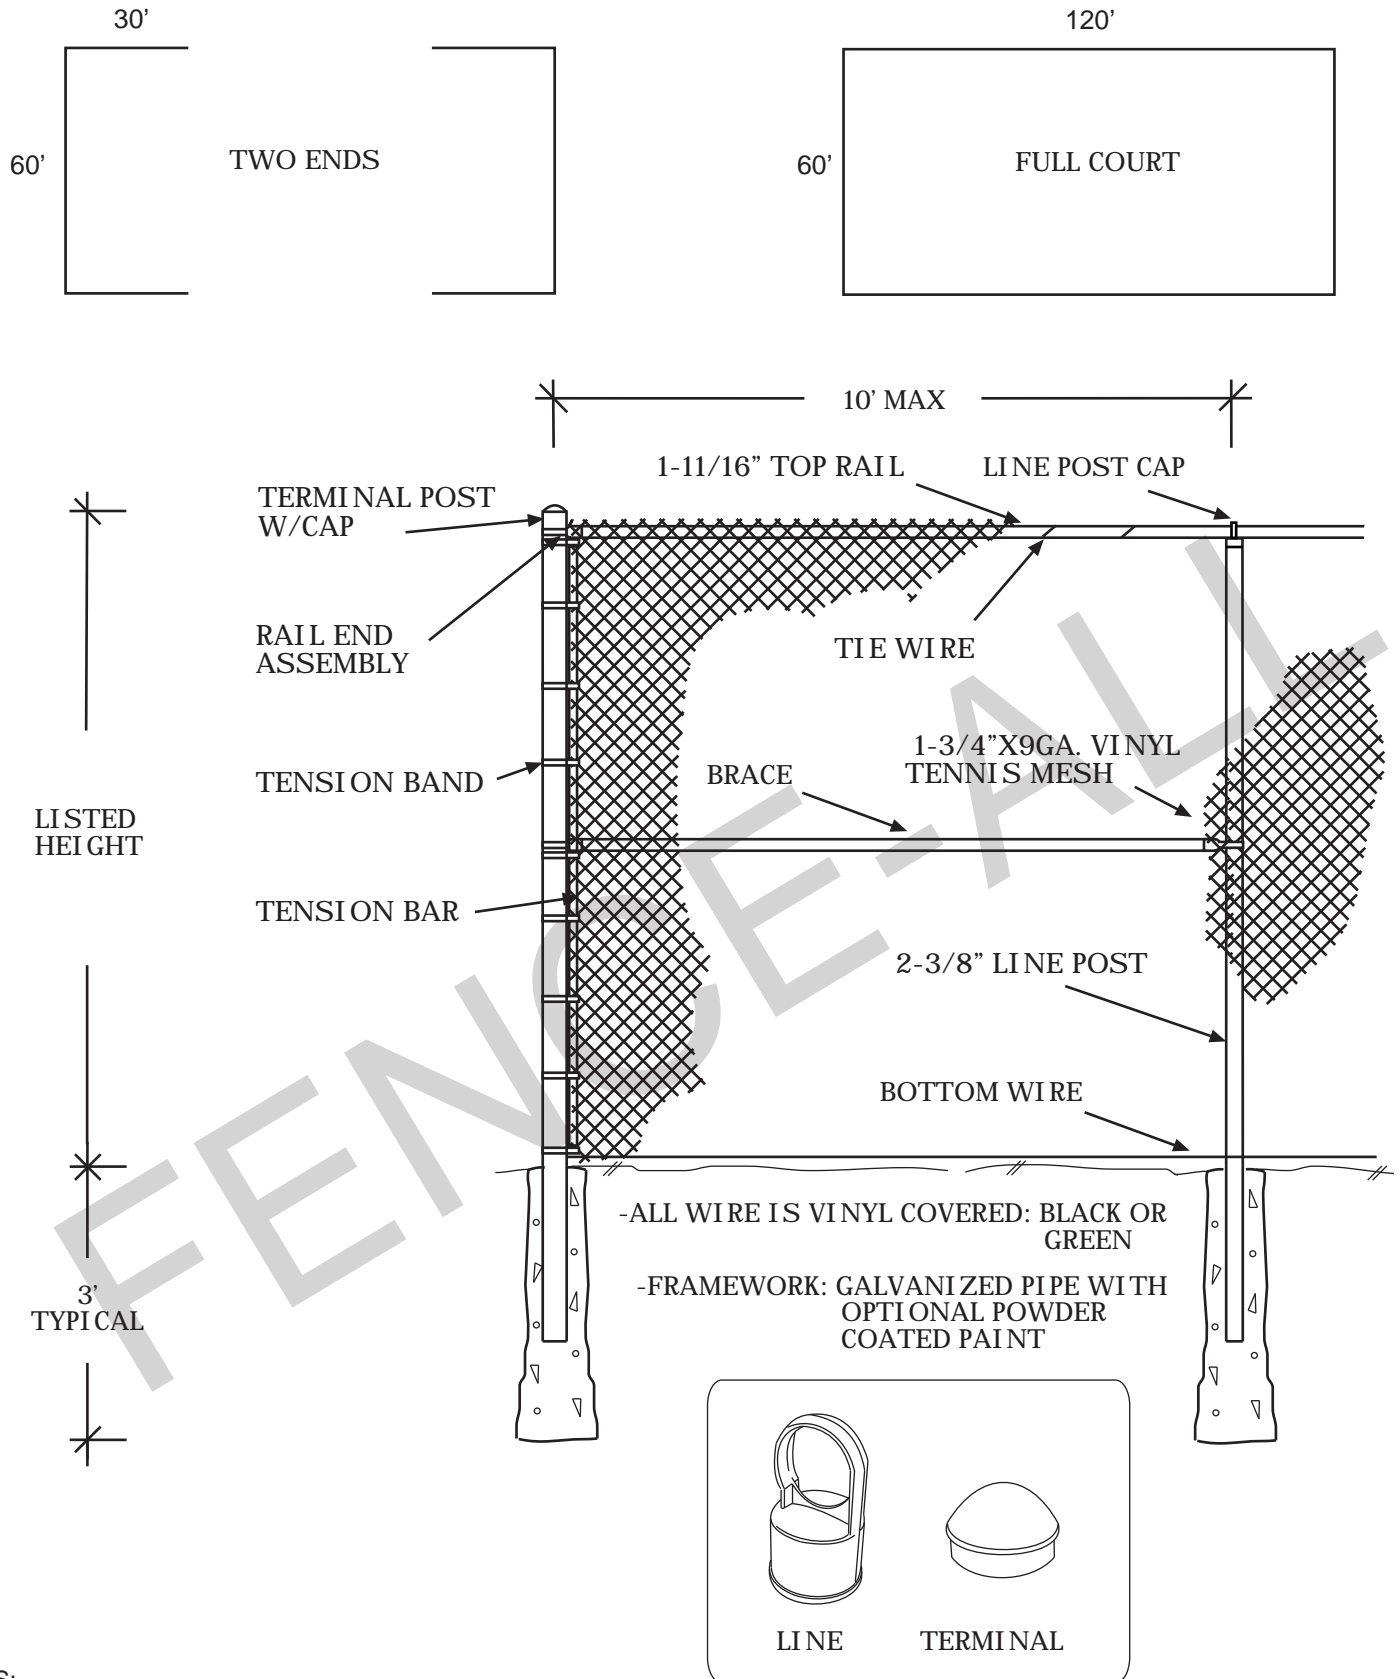 30’
120’
60’
TWO ENDS
60’
FULL COURT
10’ MAX
1-11/16” TOP RAIL
LINE POST CAP
TERMINAL POST
W/CAP
RAIL END
ASSEMBLY
TIE WIRE
1-3/4”X9GA. VINYL
TENNIS MESH
BRACE
TENSION BAND
LISTED
HEIGHT
TENSION BAR
2-3/8” LINE POST
BOTTOM WIRE
-ALL WIRE IS VINYL COVERED: BLACK OR
GREEN
-FRAMEWORK: GALVANIZED PIPE WITH
OPTIONAL POWDER
COATED PAINT
3’
TYPICAL
FENCE-ALL
LINE
TERMINAL